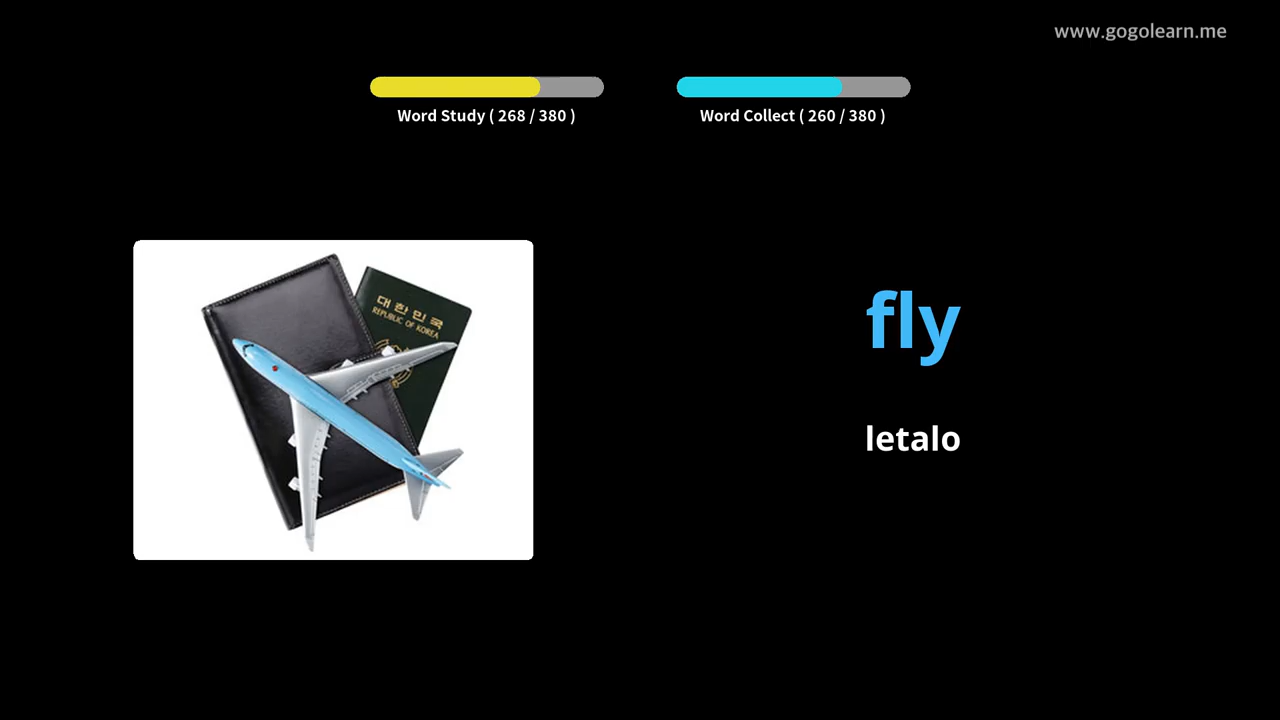 www.gogolearn.me
Word Study ( 268 / 380 )
Word Collect ( 260 / 380 )
대한민국
REPUBLIC OF KOREA
fly
letalo